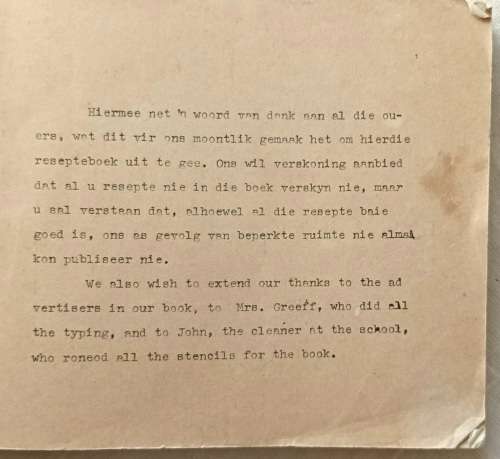 Hiermee net 'n woord van dank aan al die ou-
ers, wat dit vir ons moontlik gemaak het om hierdie
resepteboek uit te gee. Ons wil verskoning aanbied
dat al u resepte nie in die boek verskyn nie, maar
u sal verstaan dat, alhoewel al die resepte baie
goed is, ons as gevolg van beperkte ruimte nie almal
kon publiseer nie.
We also wish to extend our thanks to the ad
vertisers in our book, to Mrs. Greeff, who did all
the typing, and to John, the cleaner at the school,
who roneod all the stencils for the book.